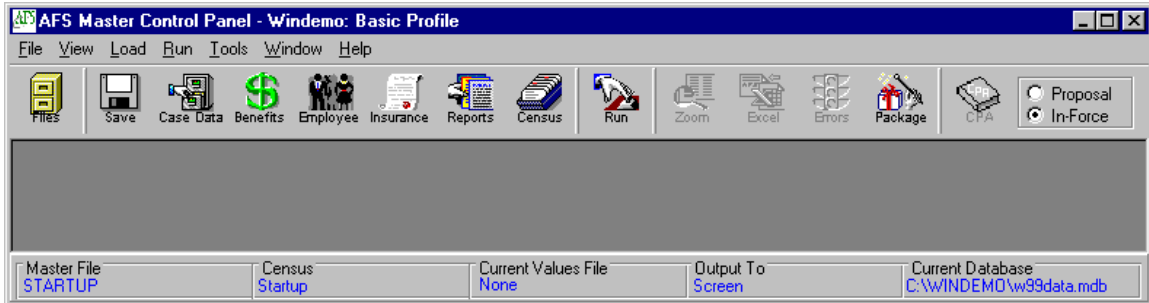 AFS AFS Master Control Panel - Windemo: Basic Profile
File View Load Run Tools Window Help
Files Save Case Data Benefits Employee Insurance Reports Census Run Zoom Excel Errors Package CPA
Proposal
In-Force
Master File Census Current Values File Output To Current Database
STARTUP Startup None Screen C:\WINDEMO\w99data.mdb